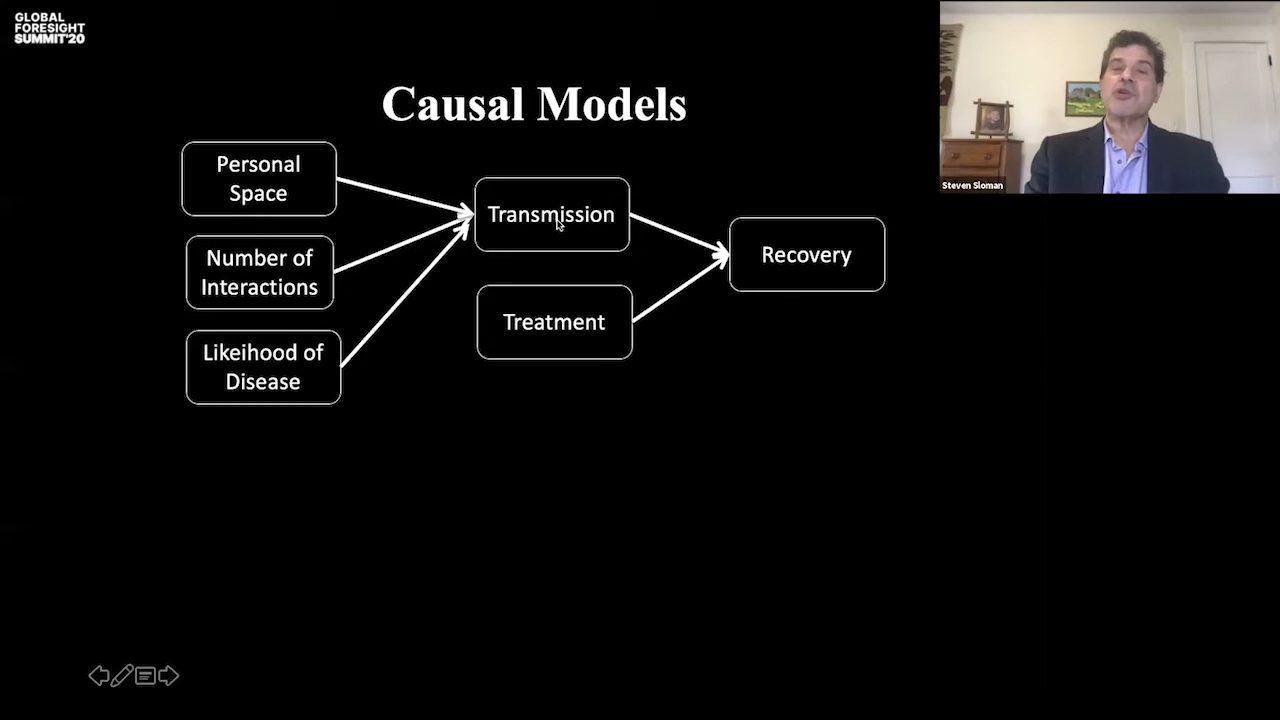 GLOBAL
FORESIGHT
SUMMIT'20
Causal Models
Personal
Space
Number of
Interactions
Likeihood of
Disease
Transmission
Treatment
Recovery
Steven Sloman